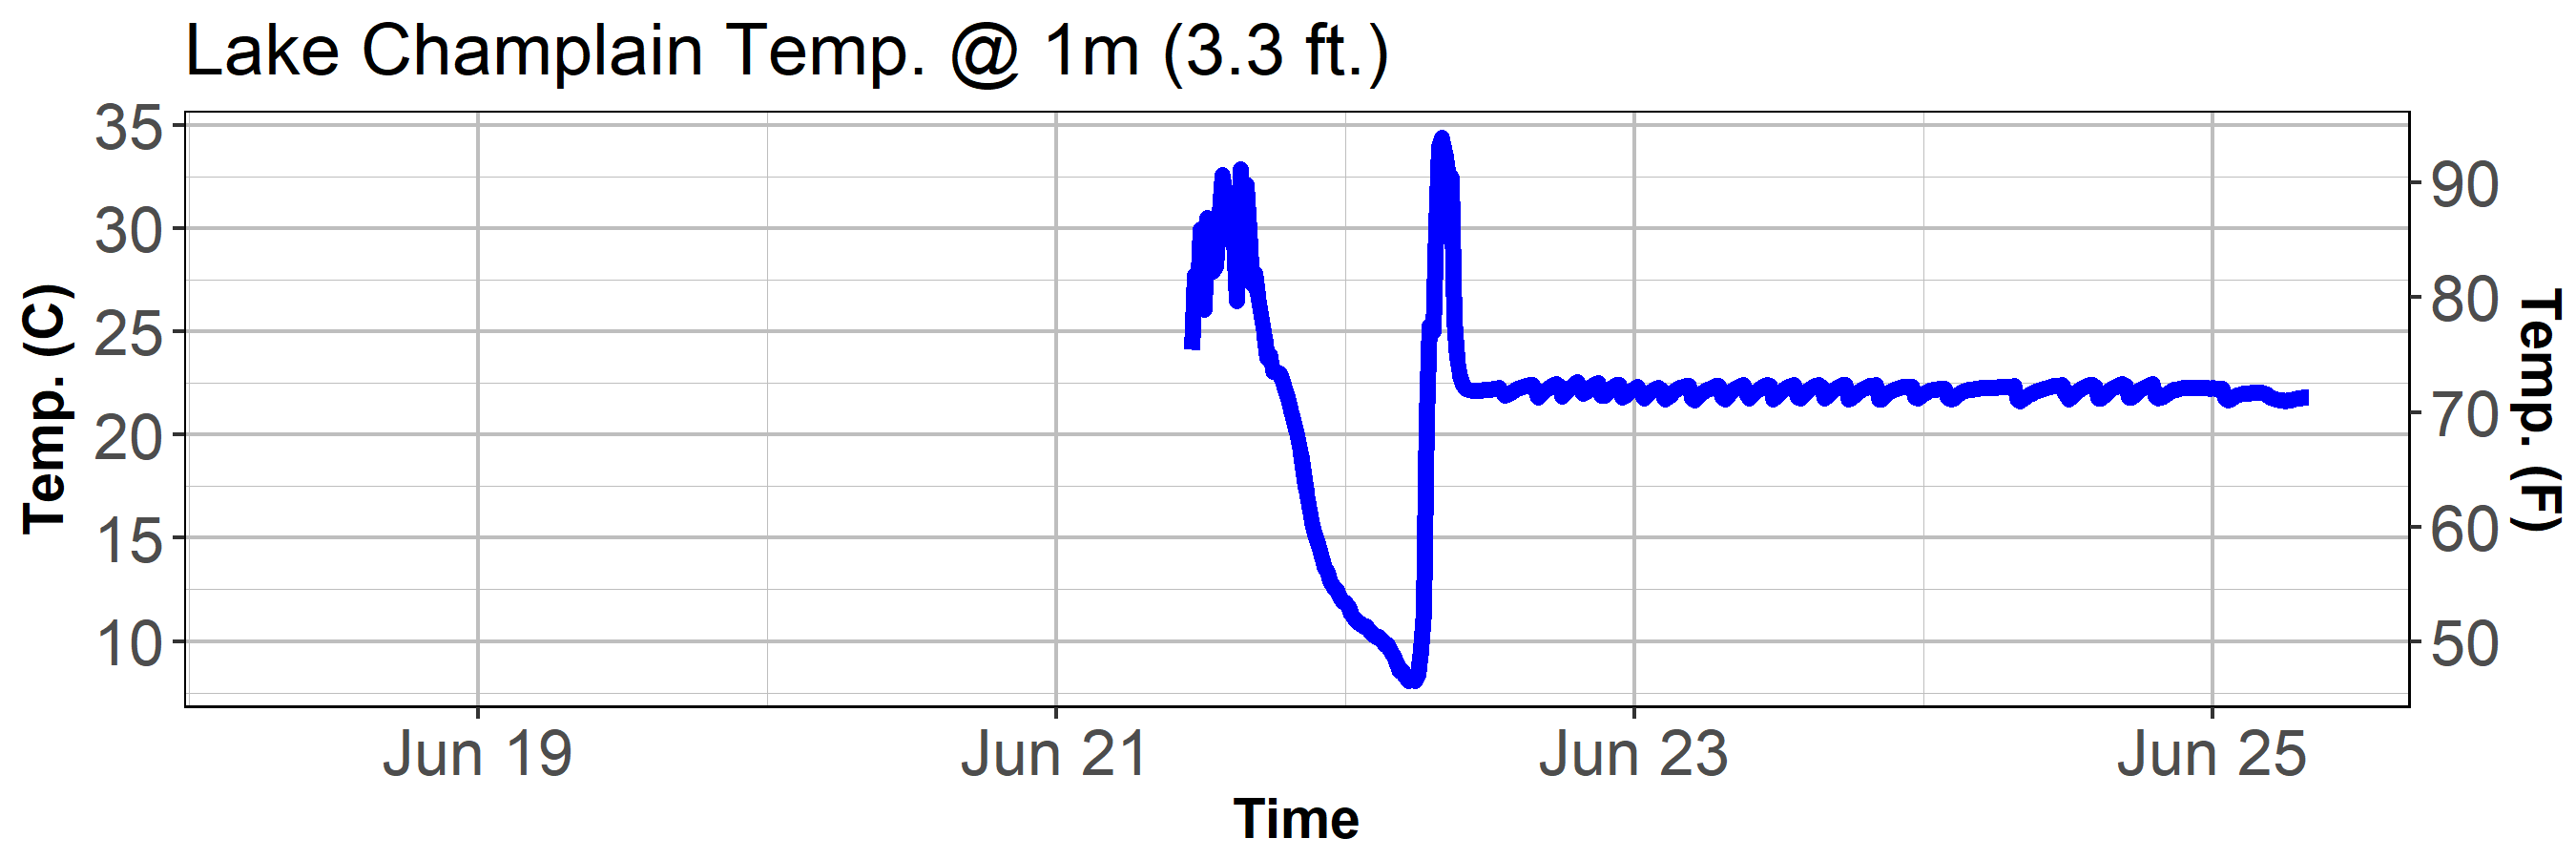 Lake Champlain Temp. @ 1m (3.3 ft.)
Temp. (C)
35
30
25
20
15
10
90
80
70
60
50
Temp. (F)
Jun 19
Jun 21
Jun 23
Jun 25
Time